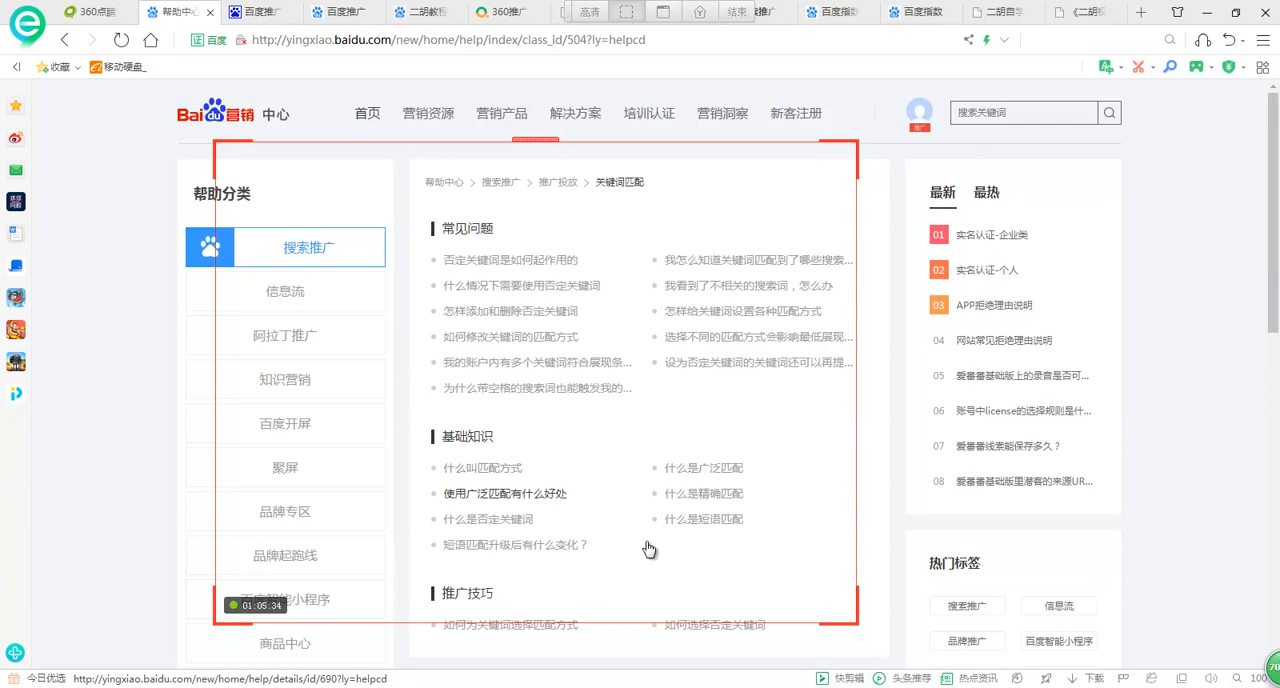 360点睛
帮助中心
百度推广
百度推广
二胡教程
360推广
高清
结束
推广
百度指数
百度指数
二胡自学
《二胡
证 百度
http://yingxiao.baidu.com/new/home/help/index/class_id/504?ly=helpcd
收藏
移动硬盘_
Baidu营销 中心
首页
营销资源
营销产品
解决方案
培训认证
营销洞察
新客注册
推广
搜索关键词
帮助分类
搜索推广
信息流
阿拉丁推广
知识营销
百度开屏
聚屏
品牌专区
品牌起跑线
百度智能小程序
商品中心
01:05:34
帮助中心 > 搜索推广 > 推广投放 > 关键词匹配
常见问题
否定关键词是如何起作用的
我怎么知道关键词匹配到了哪些搜索...
什么情况下需要使用否定关键词
我看到了不相关的搜索词，怎么办
怎样添加和删除否定关键词
怎样给关键词设置各种匹配方式
如何修改关键词的匹配方式
选择不同的匹配方式会影响最低展现...
我的账户内有多个关键词符合展现条...
设为否定关键词的关键词还可以再提...
为什么带空格的搜索词也能触发我的...
基础知识
什么叫匹配方式
什么是广泛匹配
使用广泛匹配有什么好处
什么是精确匹配
什么是否定关键词
什么是短语匹配
短语匹配升级后有什么变化？
推广技巧
如何为关键词选择匹配方式
如何选择否定关键词
最新
最热
01 实名认证-企业类
02 实名认证-个人
03 APP拒绝理由说明
04 网站常见拒绝理由说明
05 爱番番基础版上的录音是否可...
06 账号中license的选择规则是什...
07 爱番番线索能保存多久？
08 爱番番基础版里潜客的来源UR...
热门标签
搜索推广
信息流
品牌推广
百度智能小程序
70
今日优选
http://yingxiao.baidu.com/new/home/help/details/id/690?ly=helpcd
快剪辑
头条推荐
热点资讯
下载
100